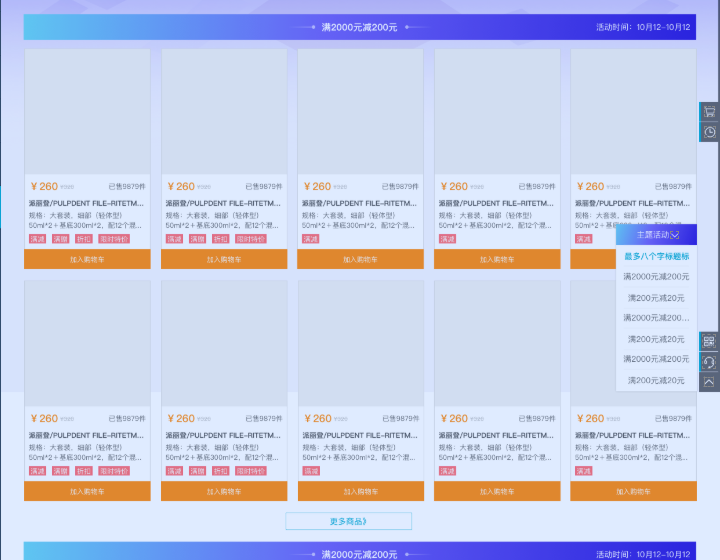 满2000元减200元
活动时间：10月12-10月12
¥260 已售9879件
派丽登/PULPDENT FILE-RITETM...
规格：大套装，细部（轻体型）
50ml*2+基底300ml*2，配12个混...
满减 满赠 折扣 限时特价
加入购物车
¥260 已售9879件
派丽登/PULPDENT FILE-RITETM...
规格：大套装，细部（轻体型）
50ml*2+基底300ml*2，配12个混...
满减 满赠 折扣 限时特价
加入购物车
¥260 已售9879件
派丽登/PULPDENT FILE-RITETM...
规格：大套装，细部（轻体型）
50ml*2+基底300ml*2，配12个混...
满减
加入购物车
¥260 已售9879件
派丽登/PULPDENT FILE-RITETM...
规格：大套装，细部（轻体型）
50ml*2+基底300ml*2，配12个混...
满减
加入购物车
¥260 已售9879件
派丽登/PULPDENT FILE-RITETM...
规格：大套装，细部（轻体型）
50ml*2+基底300ml
满减
主题活动
最多八个字标题标
满2000元减200元
满200元减20元
满2000元减200...
满200元减20元
满2000元减200元
满200元减20元
¥260 已售9879件
派丽登/PULPDENT FILE-RITETM...
规格：大套装，细部（轻体型）
50ml*2+基底300ml*2，配12个混...
满减 满赠 折扣 限时特价
加入购物车
¥260 已售9879件
派丽登/PULPDENT FILE-RITETM...
规格：大套装，细部（轻体型）
50ml*2+基底300ml*2，配12个混...
满减 满赠 折扣 限时特价
加入购物车
¥260 已售9879件
派丽登/PULPDENT FILE-RITETM...
规格：大套装，细部（轻体型）
50ml*2+基底300ml*2，配12个混...
满减
加入购物车
¥260 已售9879件
派丽登/PULPDENT FILE-RITETM...
规格：大套装，细部（轻体型）
50ml*2+基底300ml*2，配12个混...
满减
加入购物车
¥260 已售9879件
派丽登/PULPDENT FILE-RITETM...
规格：大套装，细部（轻体型）
50ml*2+基底300ml*2，配12个混...
满减
加入购物车
更多商品》
满2000元减200元
活动时间：10月12-10月12